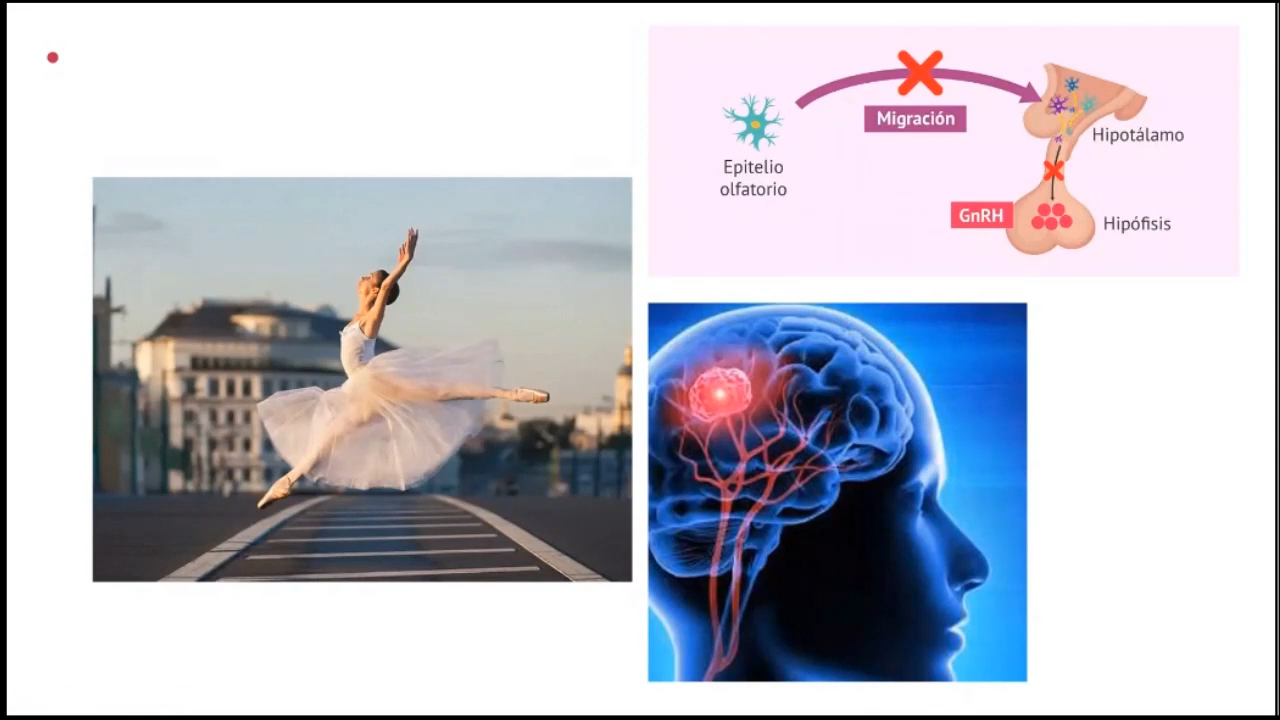 Migración
Epitelio
olfatorio
Hipotálamo
GnRH
Hipófisis